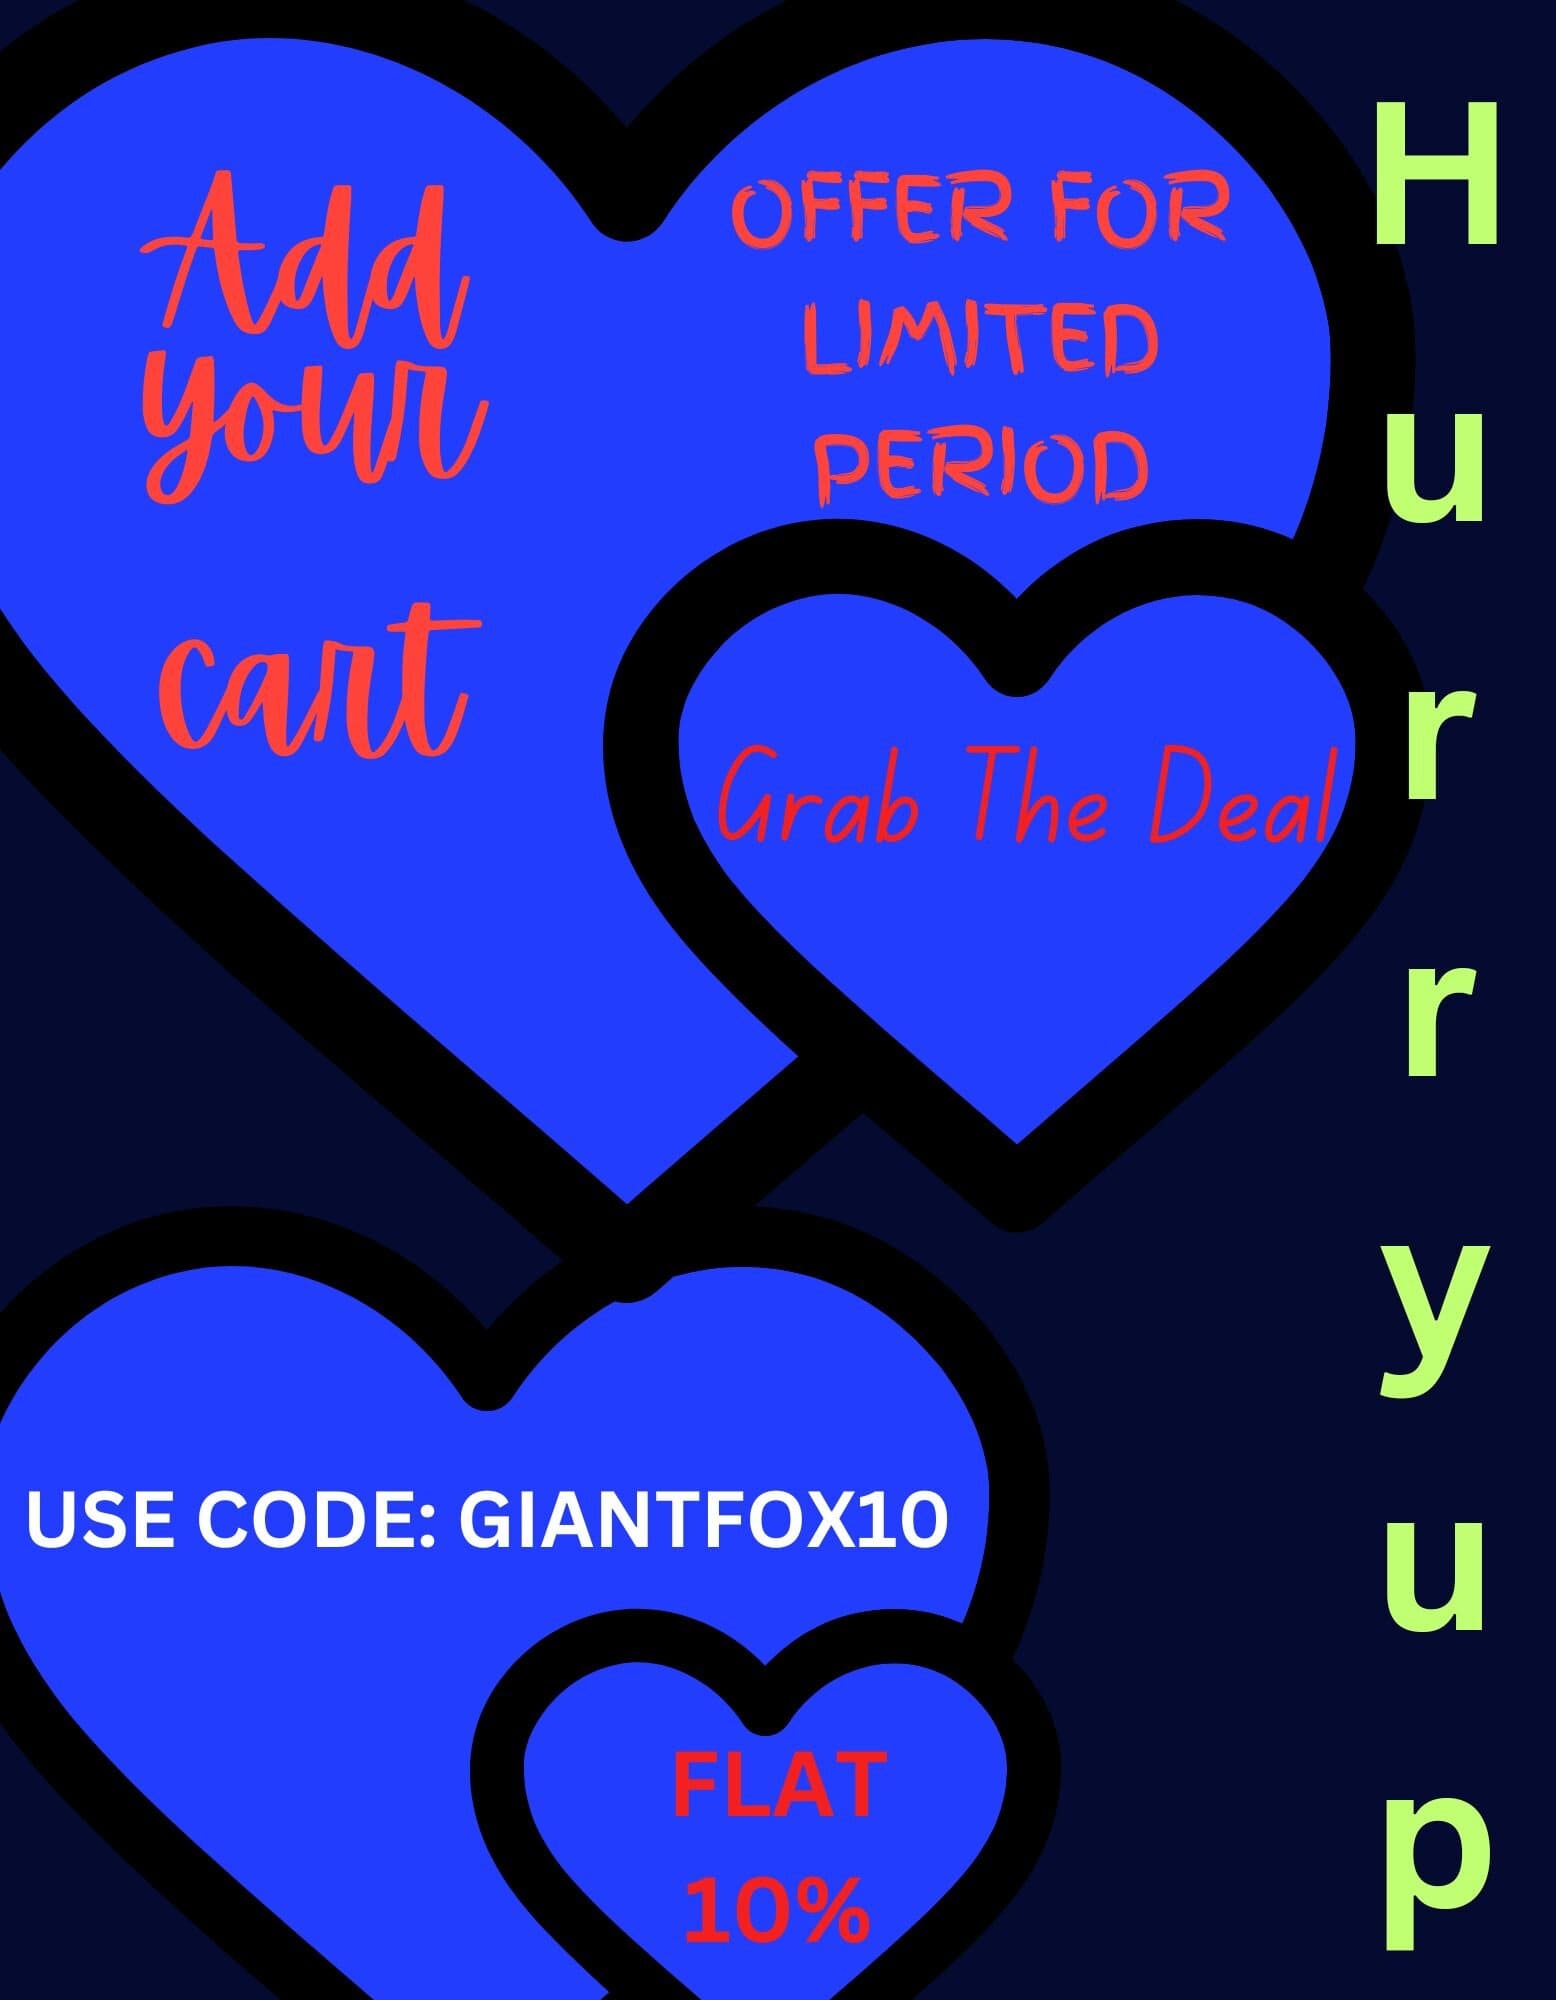 Add
your
cart
OFFER FOR
LIMITED
PERIOD
Grab The Deal
USE CODE: GIANTFOX10
FLAT
10%
H
u
r
r
y
u
p